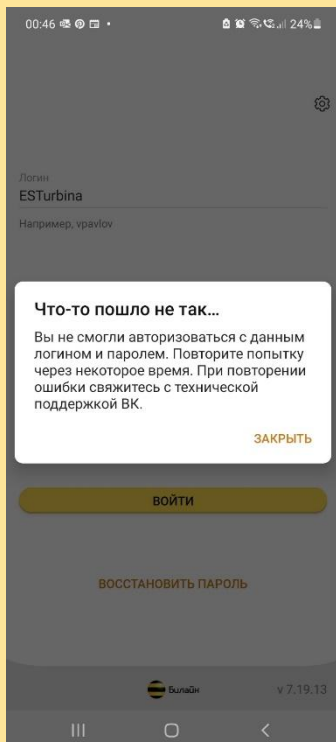 00:46 24%
Логин
ESTurbina
Например, vpavlov
Что-то пошло не так...
Вы не смогли авторизоваться с данным
логином и паролем. Повторите попытку
через некоторое время. При повторении
ошибки свяжитесь с технической
поддержкой ВК.
ЗАКРЫТЬ
ВОЙТИ
ВОССТАНОВИТЬ ПАРОЛЬ
Билайн v 7.19.13